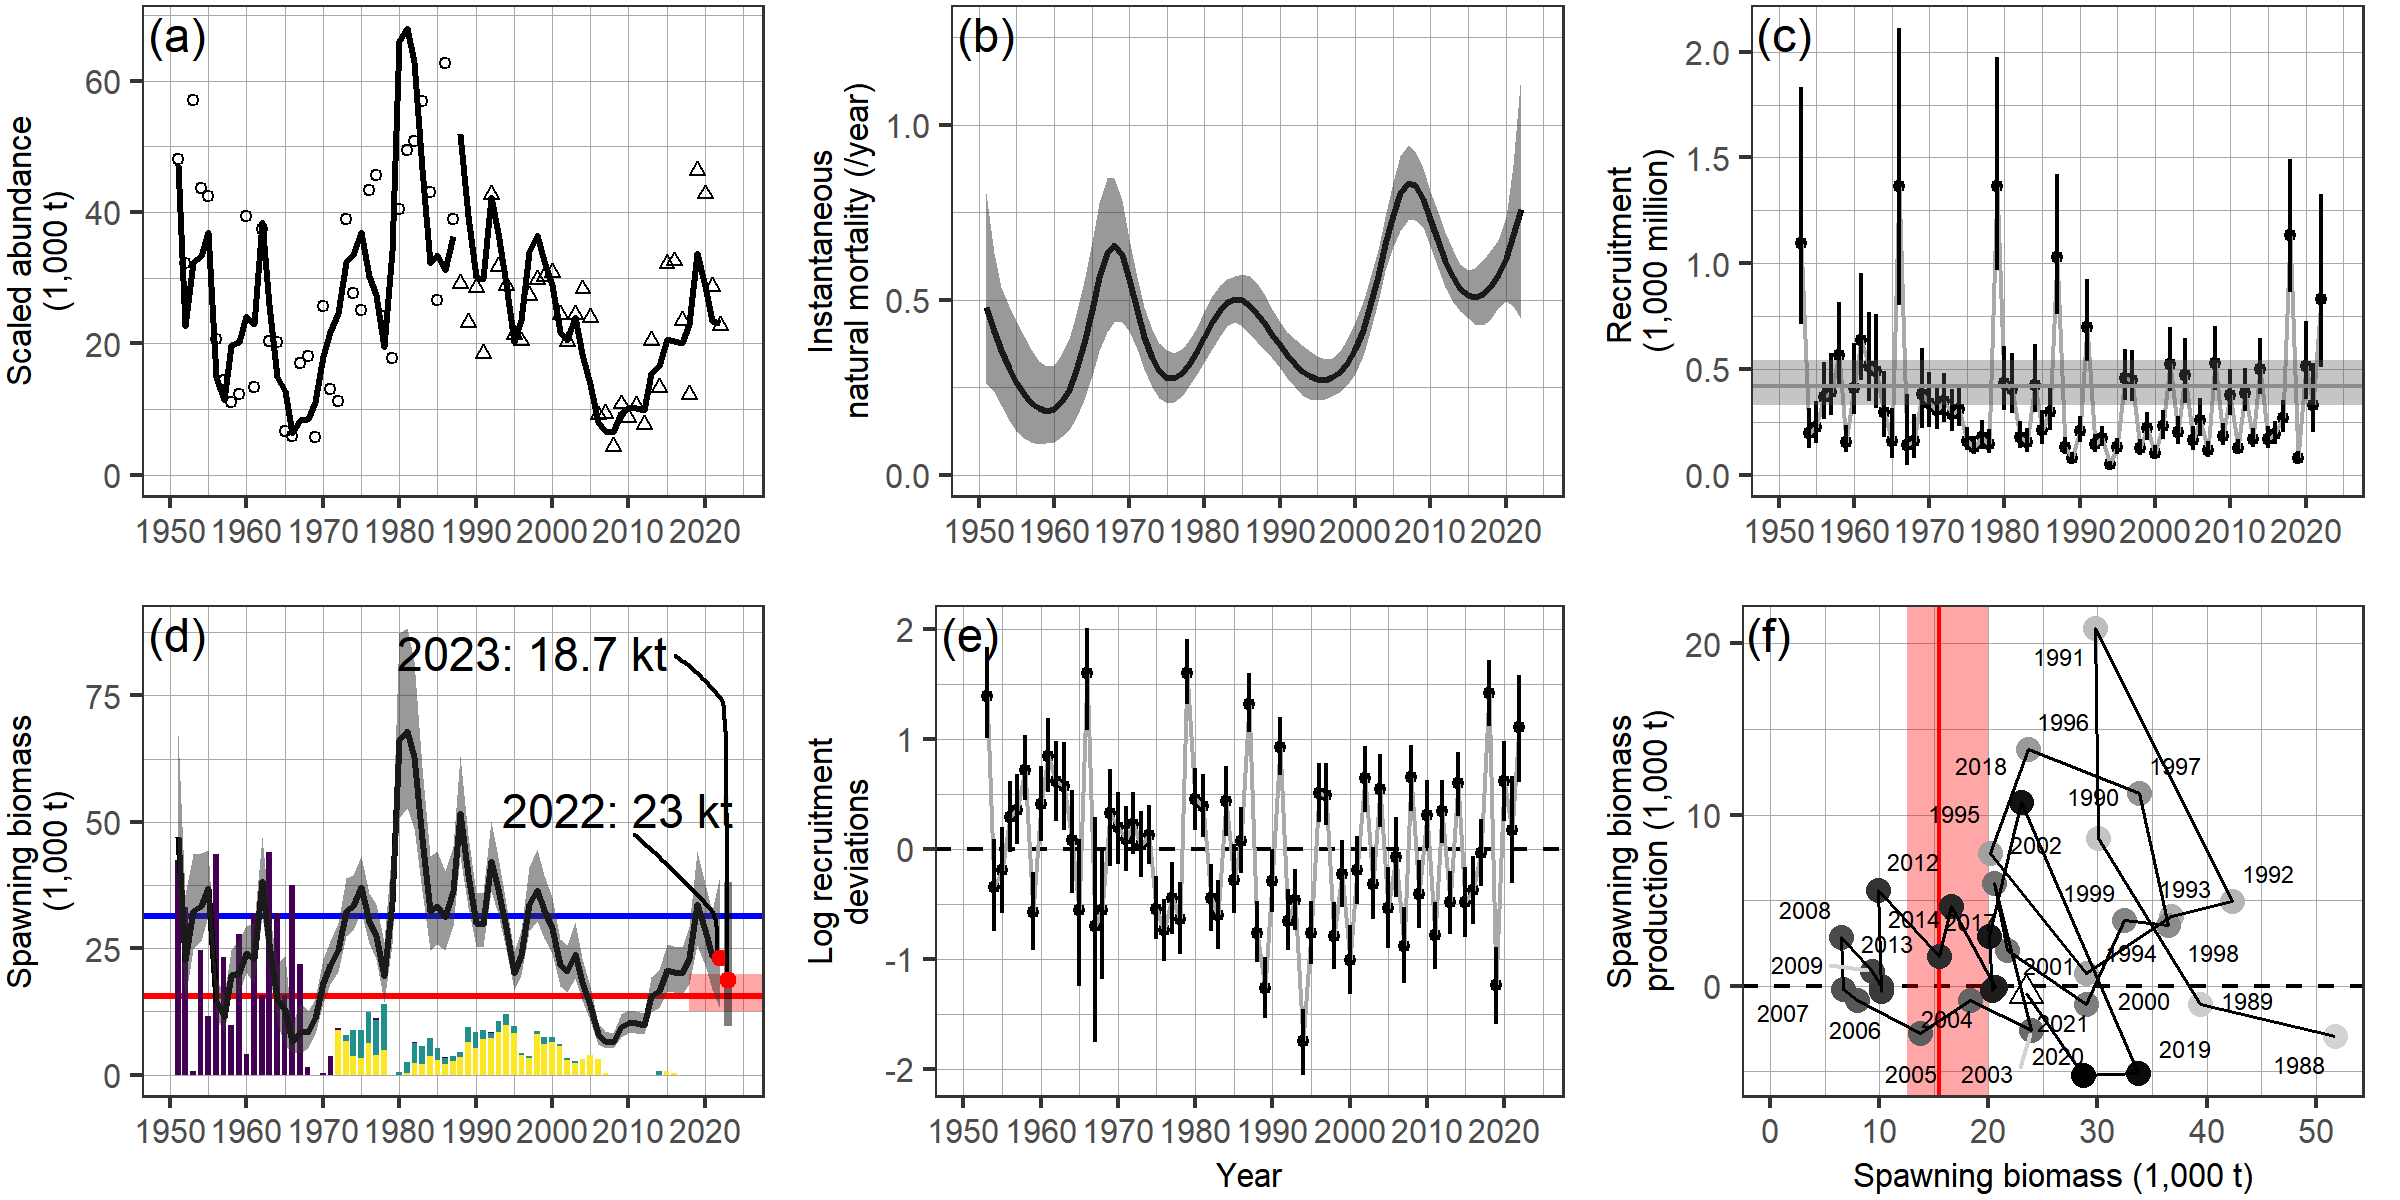 (a)
Scaled abundance
(1,000 t)
60
40
20
0
1950 1960 1970 1980 1990 2000 2010 2020
(b)
Instantaneous
natural mortality (/year)
1.0
0.5
0.0
1950 1960 1970 1980 1990 2000 2010 2020
(c)
Recruitment
(1,000 million)
2.0
1.5
1.0
0.5
0.0
1950 1960 1970 1980 1990 2000 2010 2020
(d)
Spawning biomass
(1,000 t)
75
50
25
0
2023: 18.7 kt
2022: 23 kt
1950 1960 1970 1980 1990 2000 2010 2020
(e)
Log recruitment
deviations
2
1
0
-1
-2
1950 1960 1970 1980 1990 2000 2010 2020
Year
(f)
Spawning biomass
production (1,000 t)
20
10
0
1991
1996
2018
1997
1990
1995
2002
2012
1992
1999
1993
2008
2014
2017
2013
1994
1998
2009
2001
2007
2000
1989
2006
2004
2021
2020
2019
2005
2003
1988
0 10 20 30 40 50
Spawning biomass (1,000 t)